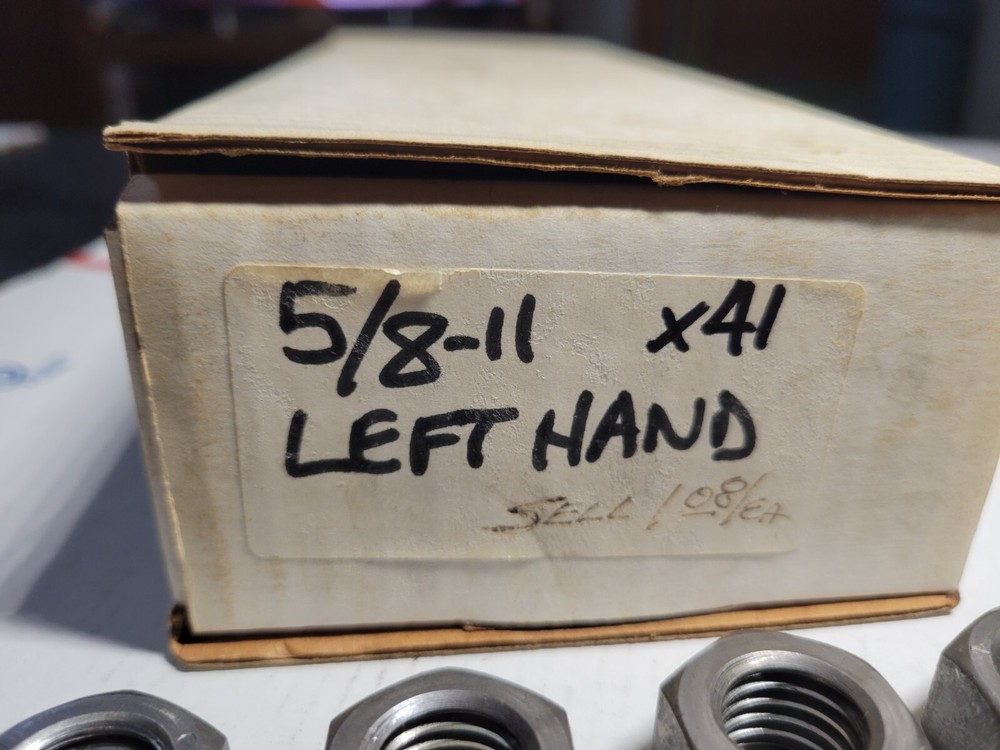 5/8-11 x41
LEFT HAND
SELL 1 08/EA